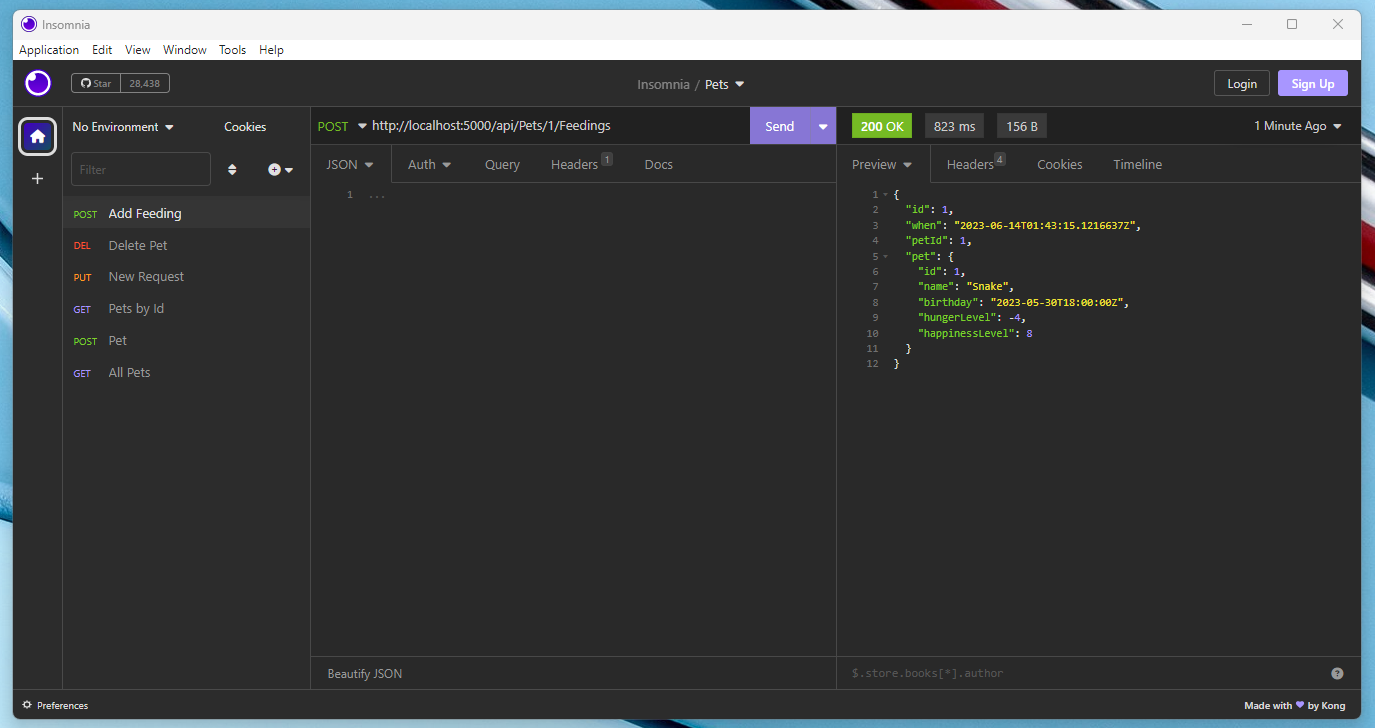 Insomnia
Application Edit View Window Tools Help
Star 28,438
Insomnia / Pets
Login Sign Up
No Environment Cookies
Filter
POST Add Feeding
DEL Delete Pet
PUT New Request
GET Pets by Id
POST Pet
GET All Pets
POST http://localhost:5000/api/Pets/1/Feedings Send
JSON Auth Query Headers 1 Docs
1 ...
Beautify JSON
200 OK 823 ms 156 B 1 Minute Ago
Preview Headers 4 Cookies Timeline
1 {
2 "id": 1,
3 "when": "2023-06-14T01:43:15.1216637Z",
4 "petId": 1,
5 "pet": {
6 "id": 1,
7 "name": "Snake",
8 "birthday": "2023-05-30T18:00:00Z",
9 "hungerLevel": -4,
10 "happinessLevel": 8
11 }
12 }
$.store.books[*].author ?
Preferences
Made with 💜 by Kong